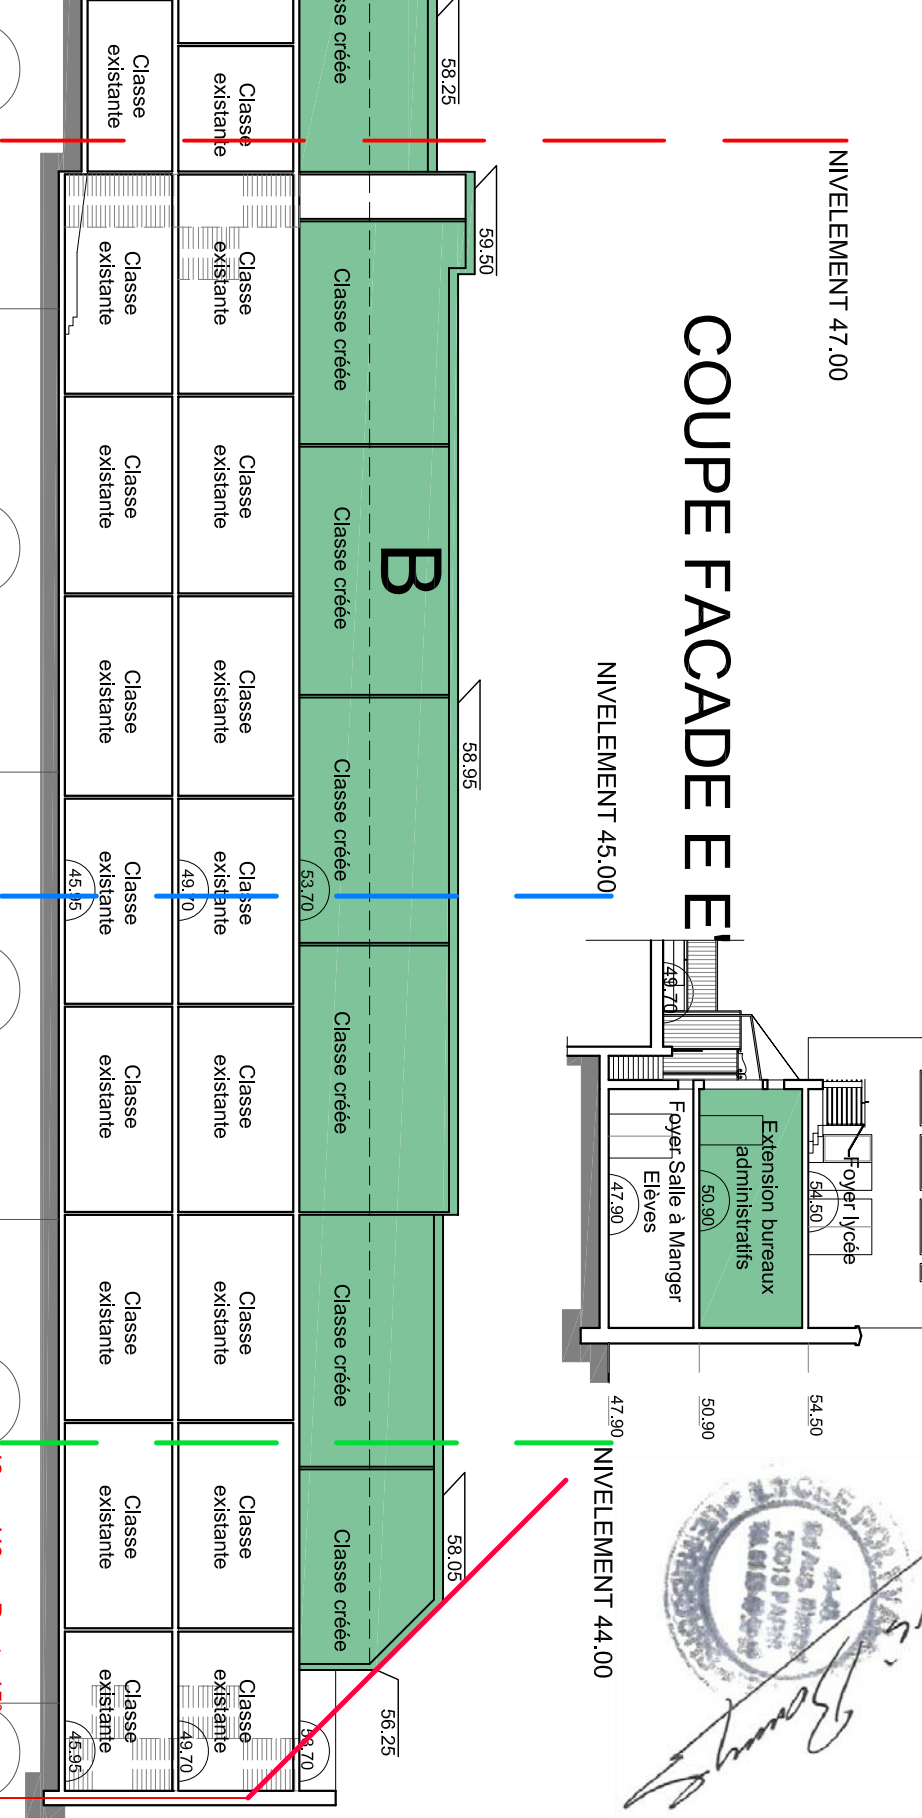 NIVELEMENT 47.00
COUPE FACADE E E'
NIVELEMENT 45.00
NIVELEMENT 44.00
58.25
59.50
58.95
58.05
56.25
Foyer lycée
54.50
Extension bureaux
administratifs
50.90
Foyer Salle à Manger
Elèves
47.90
49.70
54.50
50.90
47.90
B
sse créée
Classe créée
Classe créée
Classe créée
Classe créée
Classe créée
Classe créée
53.70
53.70
Classe
existante
Classe
existante
Classe
existante
Classe
existante
Classe
existante
49.70
Classe
existante
Classe
existante
Classe
existante
Classe
existante
49.70
Classe
existante
Classe
existante
Classe
existante
Classe
existante
Classe
existante
45.95
Classe
existante
Classe
existante
Classe
existante
Classe
existante
45.95
LYCEE
75019 PARIS